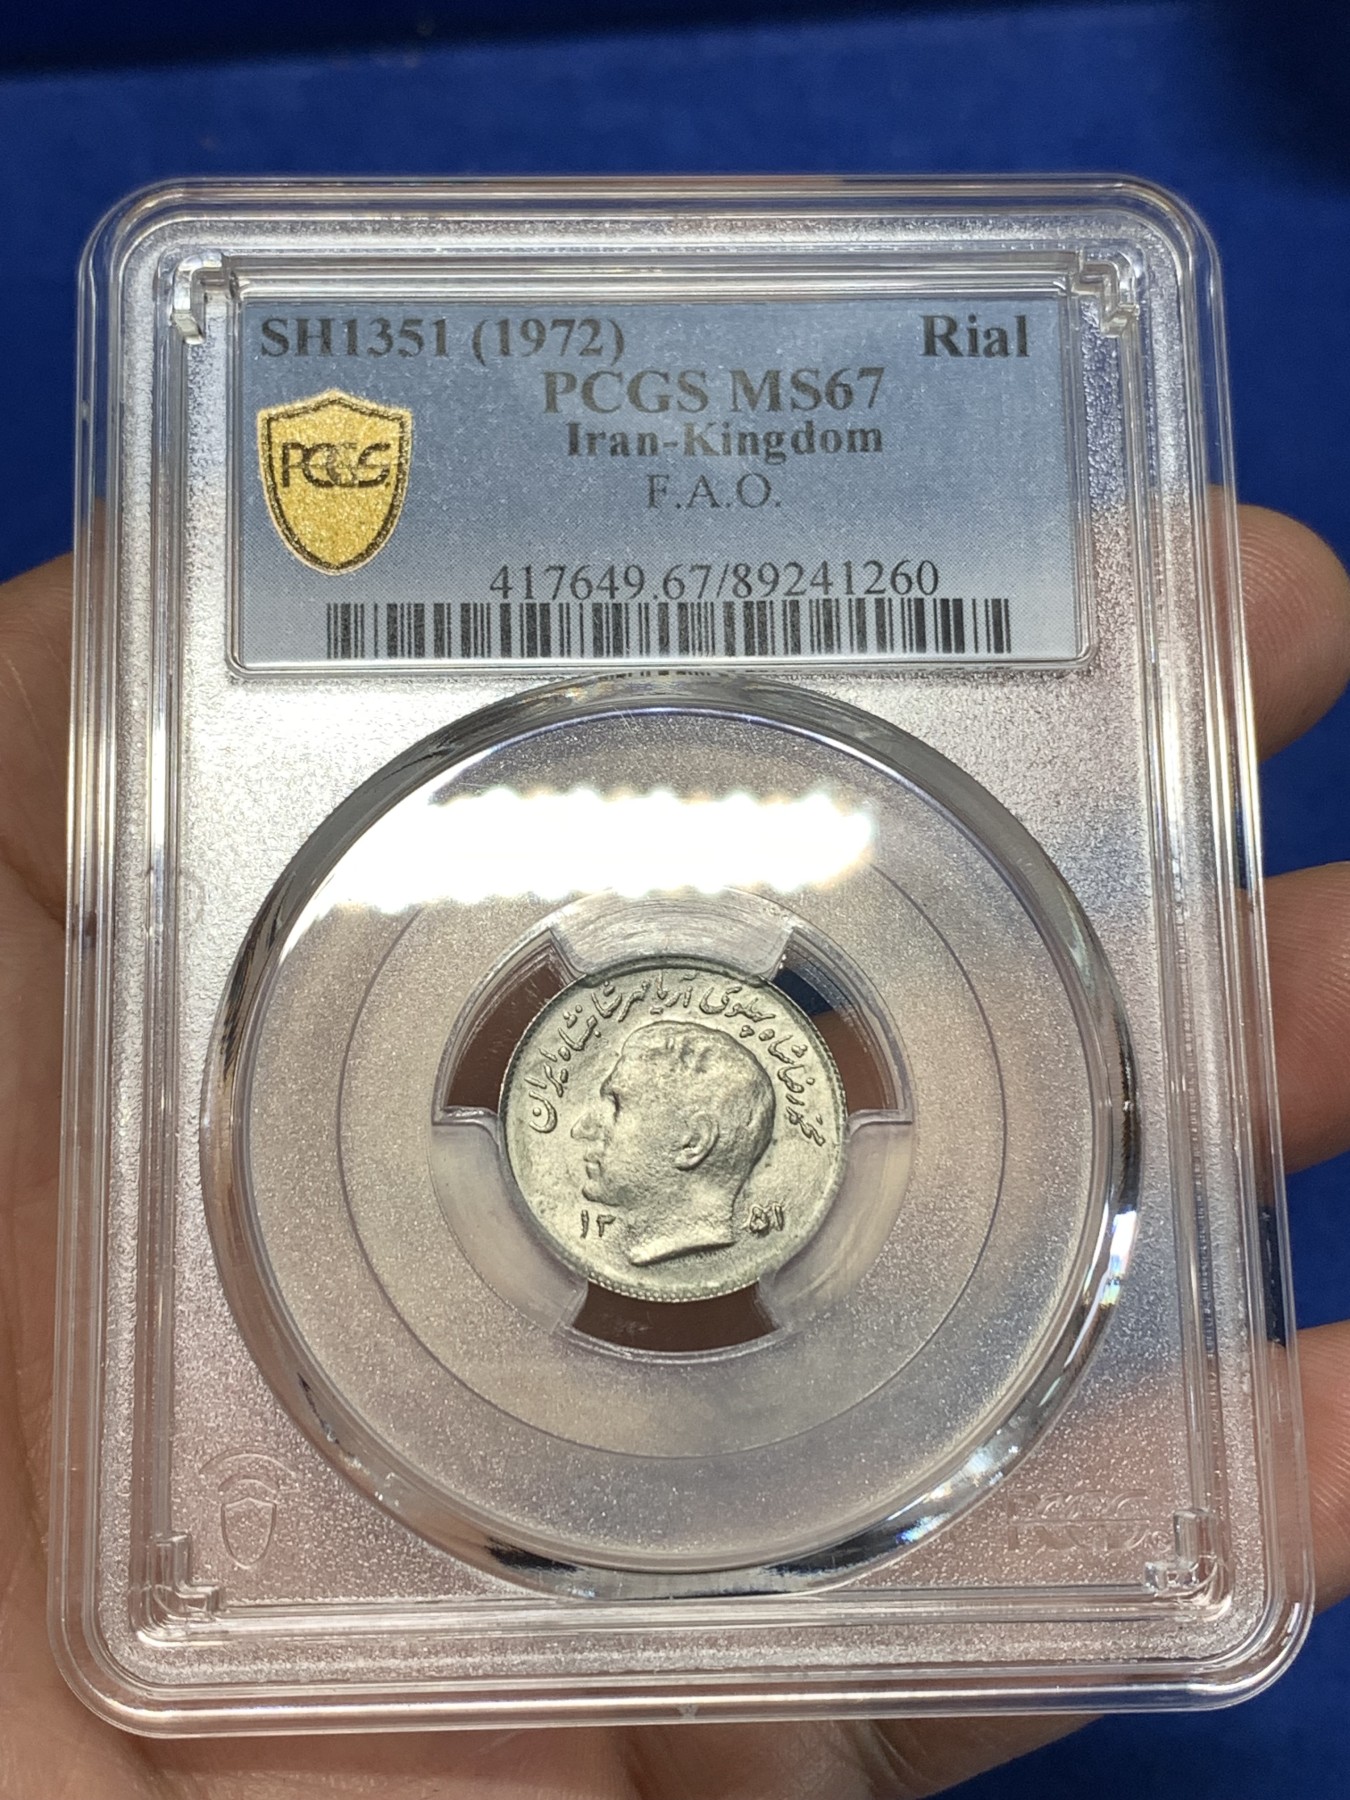 SH1351 (1972) Rial
PCGS MS67
Iran-Kingdom
F.A.O.
PCGS
417649.67/89241260
محمدرضا شاه پهلوی آریامهر شاهنشاه ایران
۱۳ ۵۱
PCGS